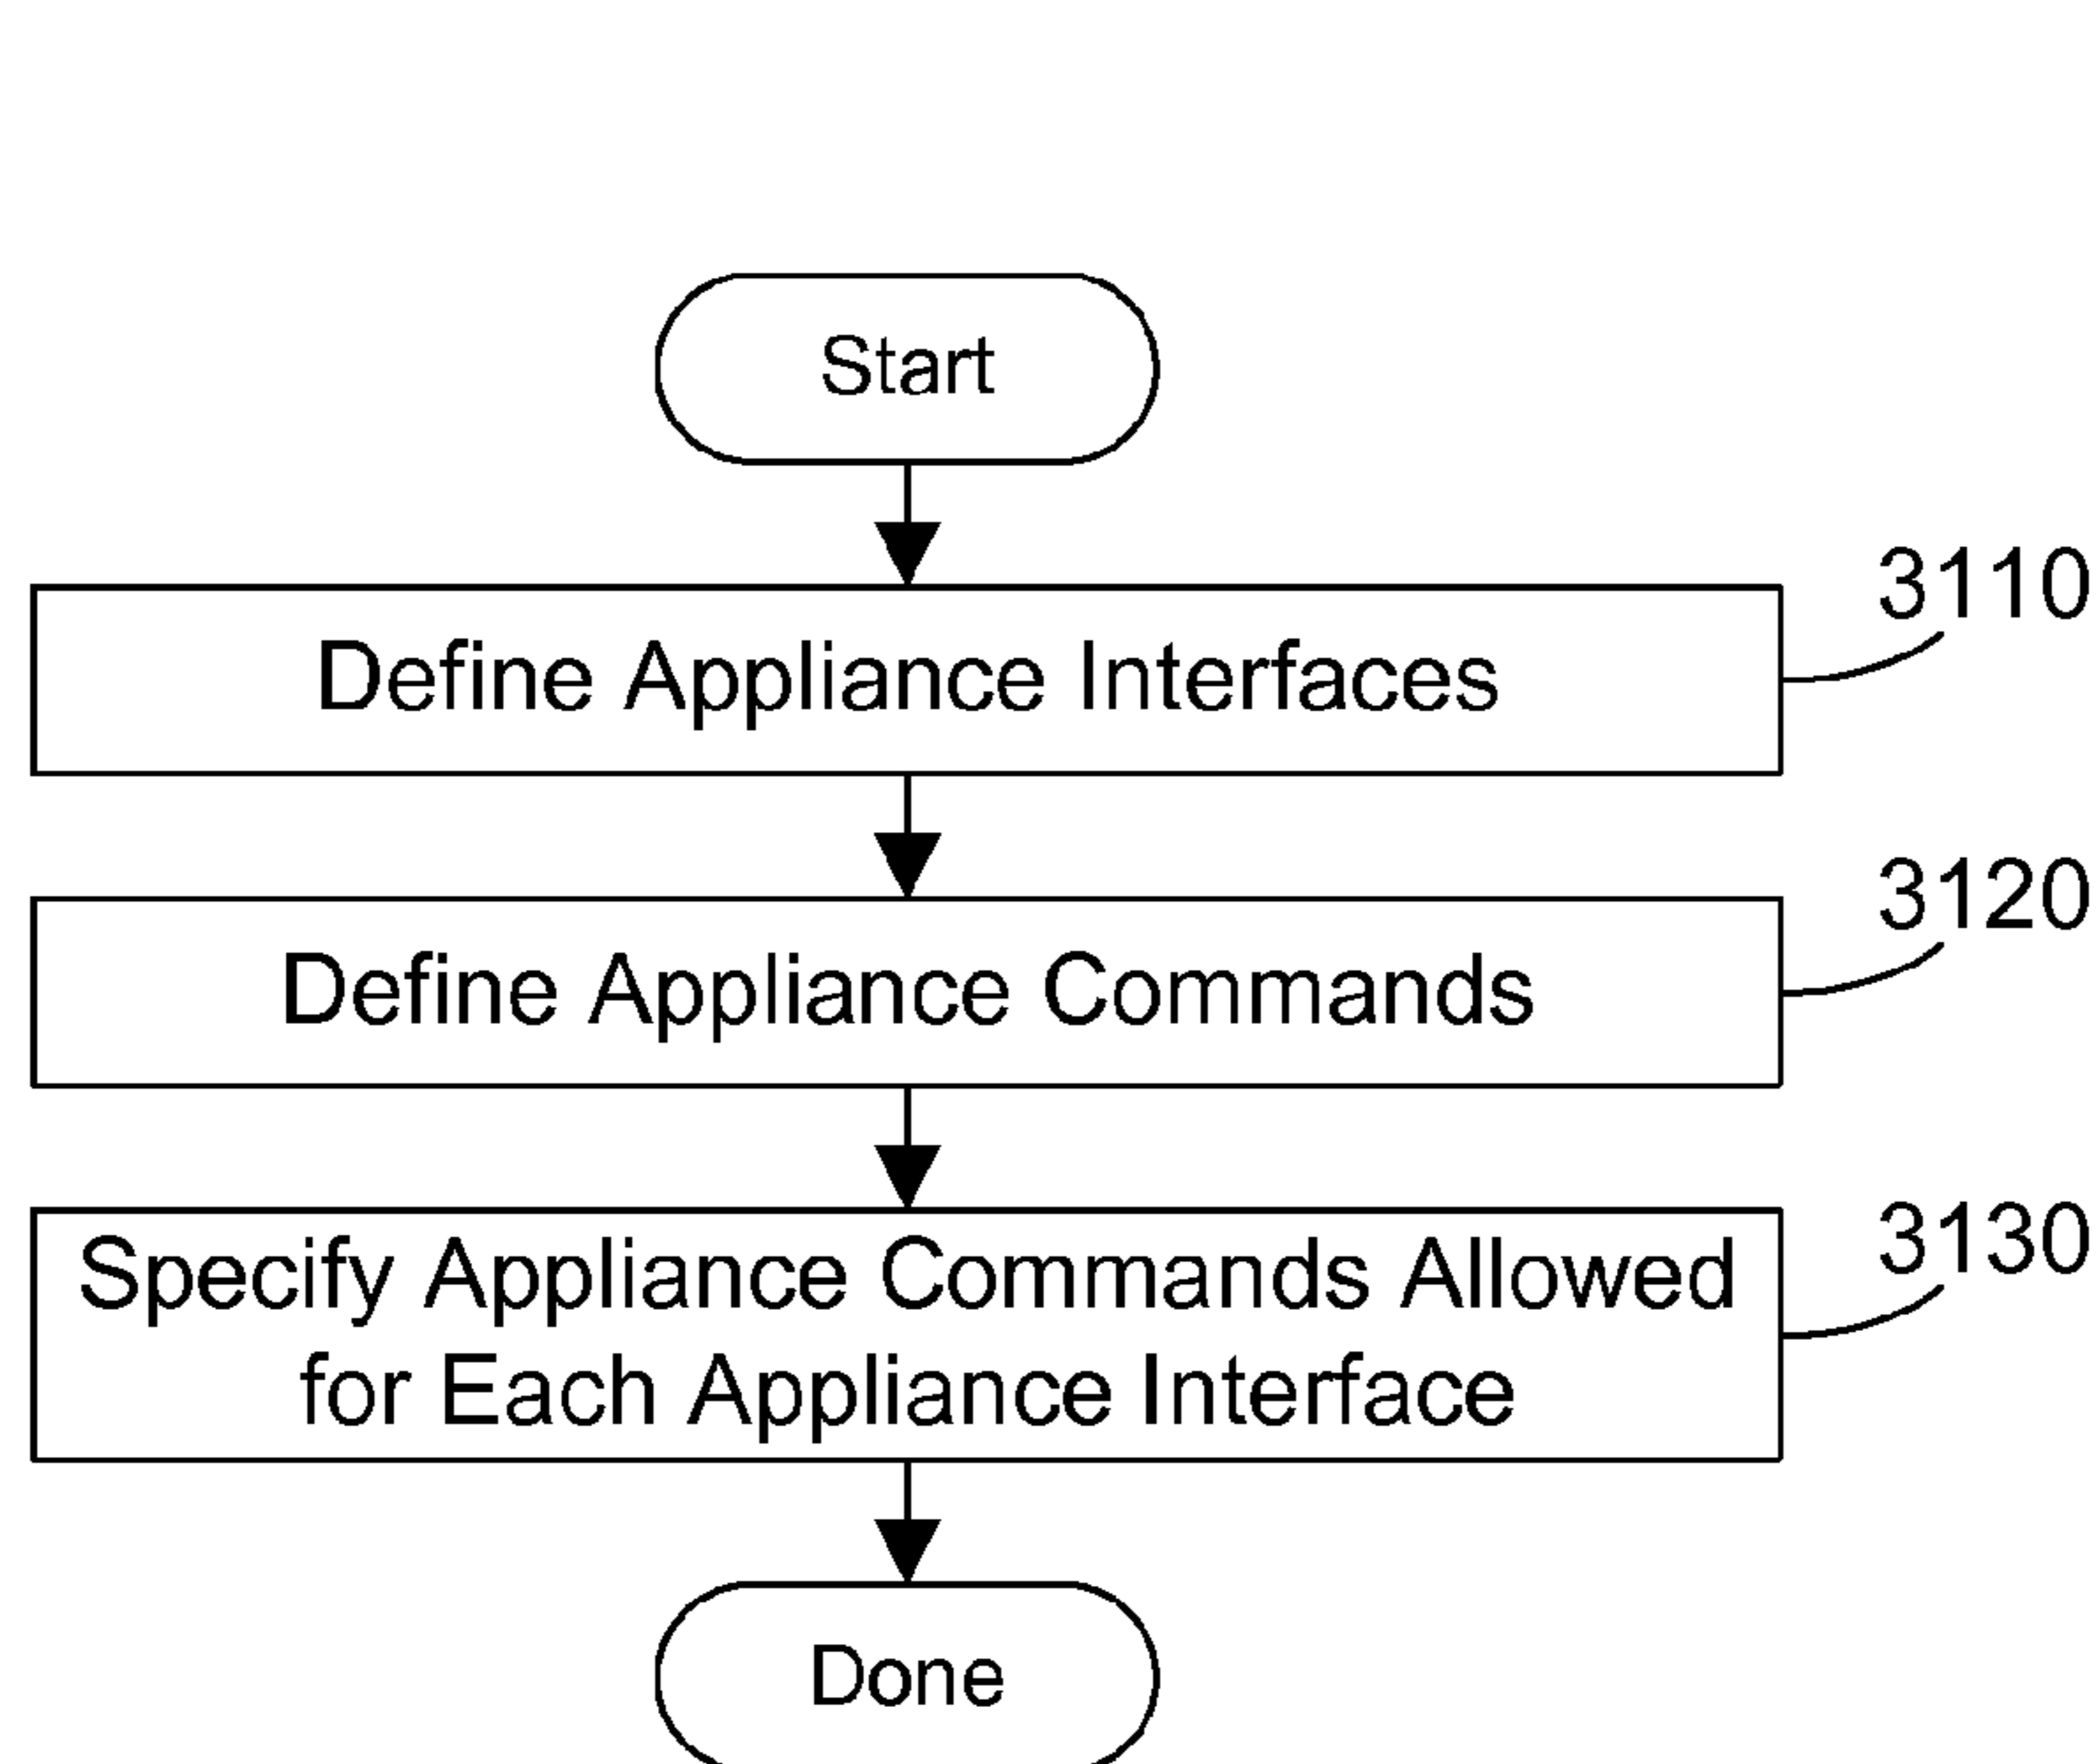 Start
3110
Define Appliance Interfaces
3120
Define Appliance Commands
3130
Specify Appliance Commands Allowed
for Each Appliance Interface
Done